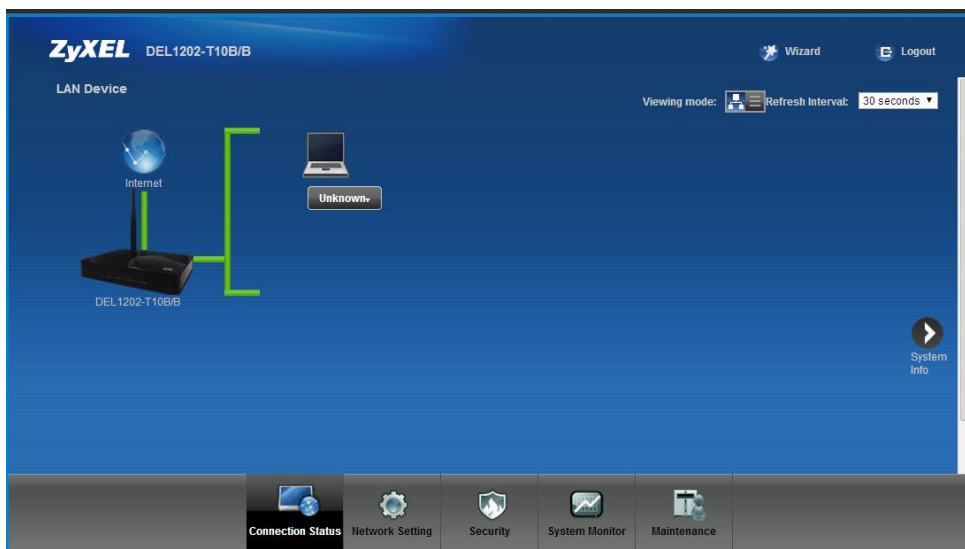 ZyXEL DEL1202-T10B/B
Wizard
Logout
LAN Device
Viewing mode:
Refresh Interval:
30 seconds
Internet
Unknown
DEL1202-T10B/B
System
Info
Connection Status
Network Setting
Security
System Monitor
Maintenance